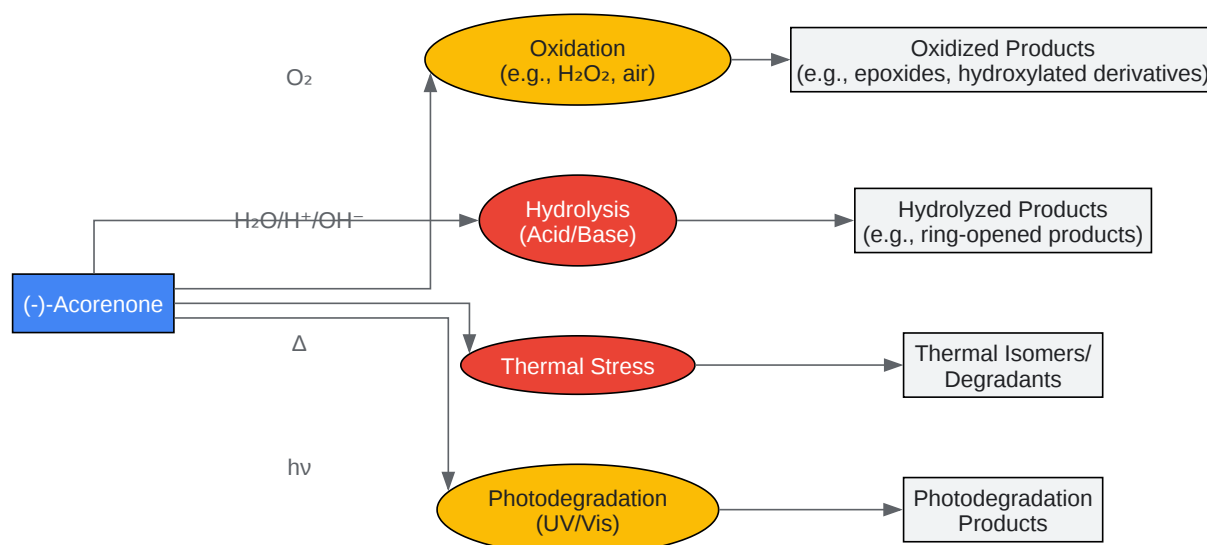 O₂
Oxidation
(e.g., H₂O₂, air)
Oxidized Products
(e.g., epoxides, hydroxylated derivatives)
H₂O/H⁺/OH⁻
Hydrolysis
(Acid/Base)
Hydrolyzed Products
(e.g., ring-opened products)
(-)-Acorenone
Δ
Thermal Stress
Thermal Isomers/
Degradants
hν
Photodegradation
(UV/Vis)
Photodegradation
Products